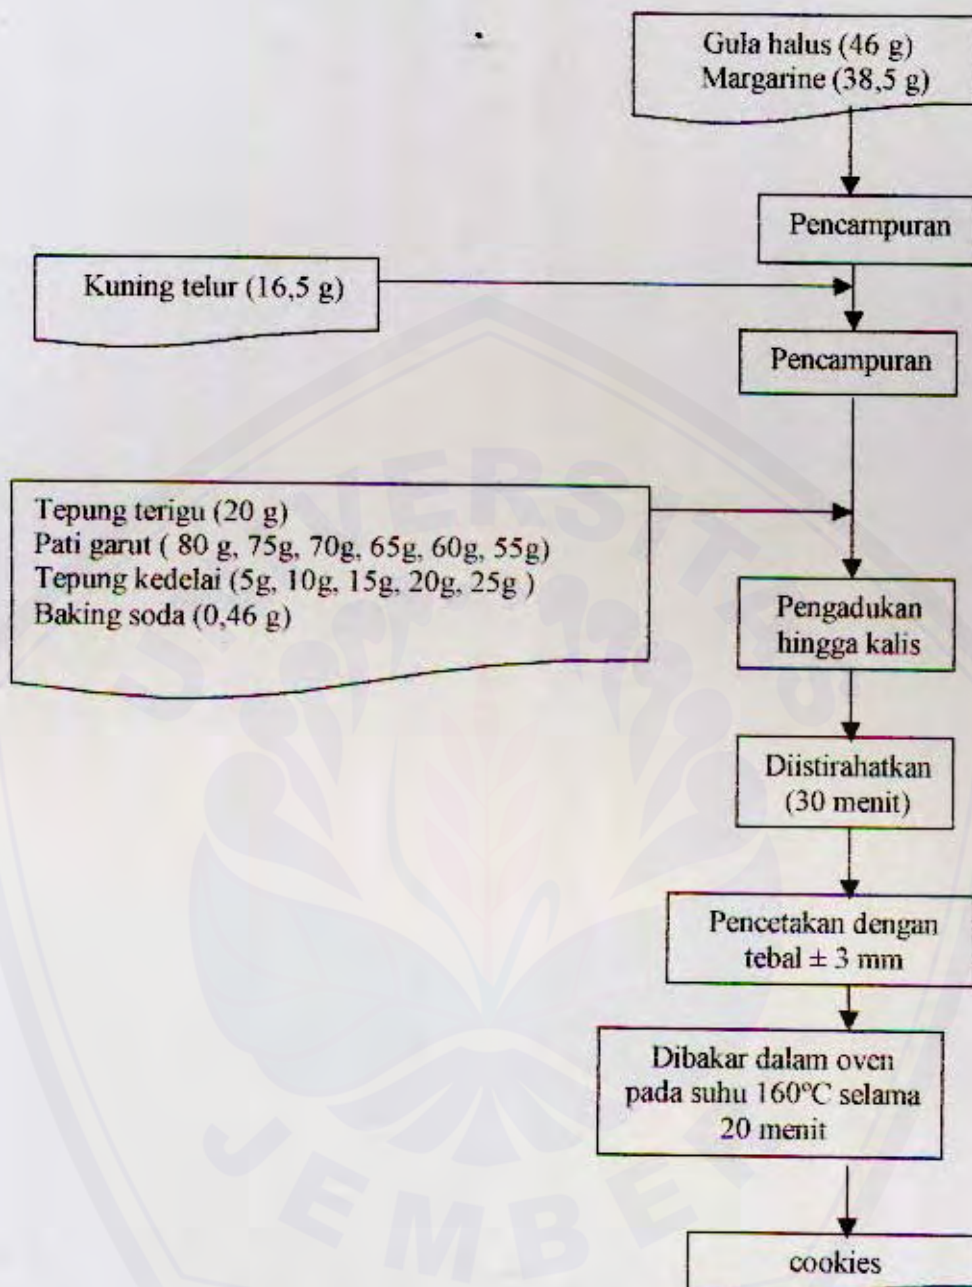 Gula halus (46 g)
Margarine (38,5 g)
Pencampuran
Kuning telur (16,5 g)
Pencampuran
Tepung terigu (20 g)
Pati garut ( 80 g, 75g, 70g, 65g, 60g, 55g)
Tepung kedelai (5g, 10g, 15g, 20g, 25g )
Baking soda (0,46 g)
Pengadukan
hingga kalis
Diistirahatkan
(30 menit)
Pencetakan dengan
tebal ± 3 mm
Dibakar dalam oven
pada suhu 160°C selama
20 menit
cookies
UNIVERSITAS
JEMBER